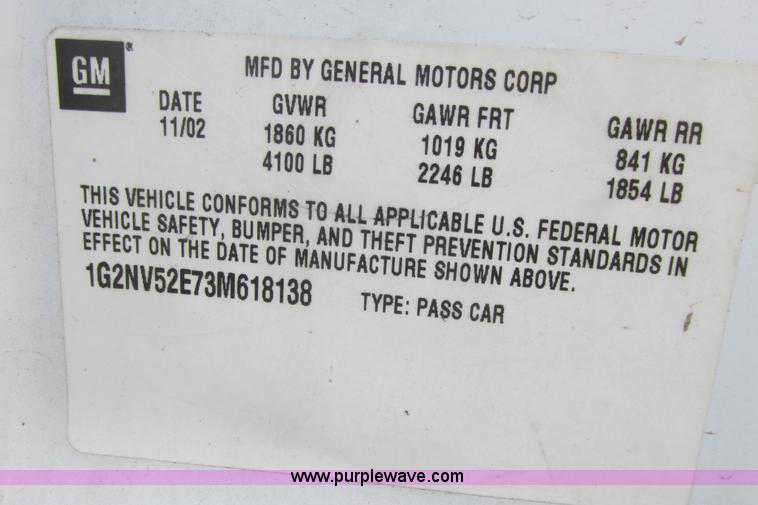 GM®
MFD BY GENERAL MOTORS CORP
DATE GVWR GAWR FRT GAWR RR
11/02 1860 KG 1019 KG 841 KG
4100 LB 2246 LB 1854 LB
THIS VEHICLE CONFORMS TO ALL APPLICABLE U.S. FEDERAL MOTOR
VEHICLE SAFETY, BUMPER, AND THEFT PREVENTION STANDARDS IN
EFFECT ON THE DATE OF MANUFACTURE SHOWN ABOVE.
1G2NV52E73M618138 TYPE: PASS CAR
www.purplewave.com